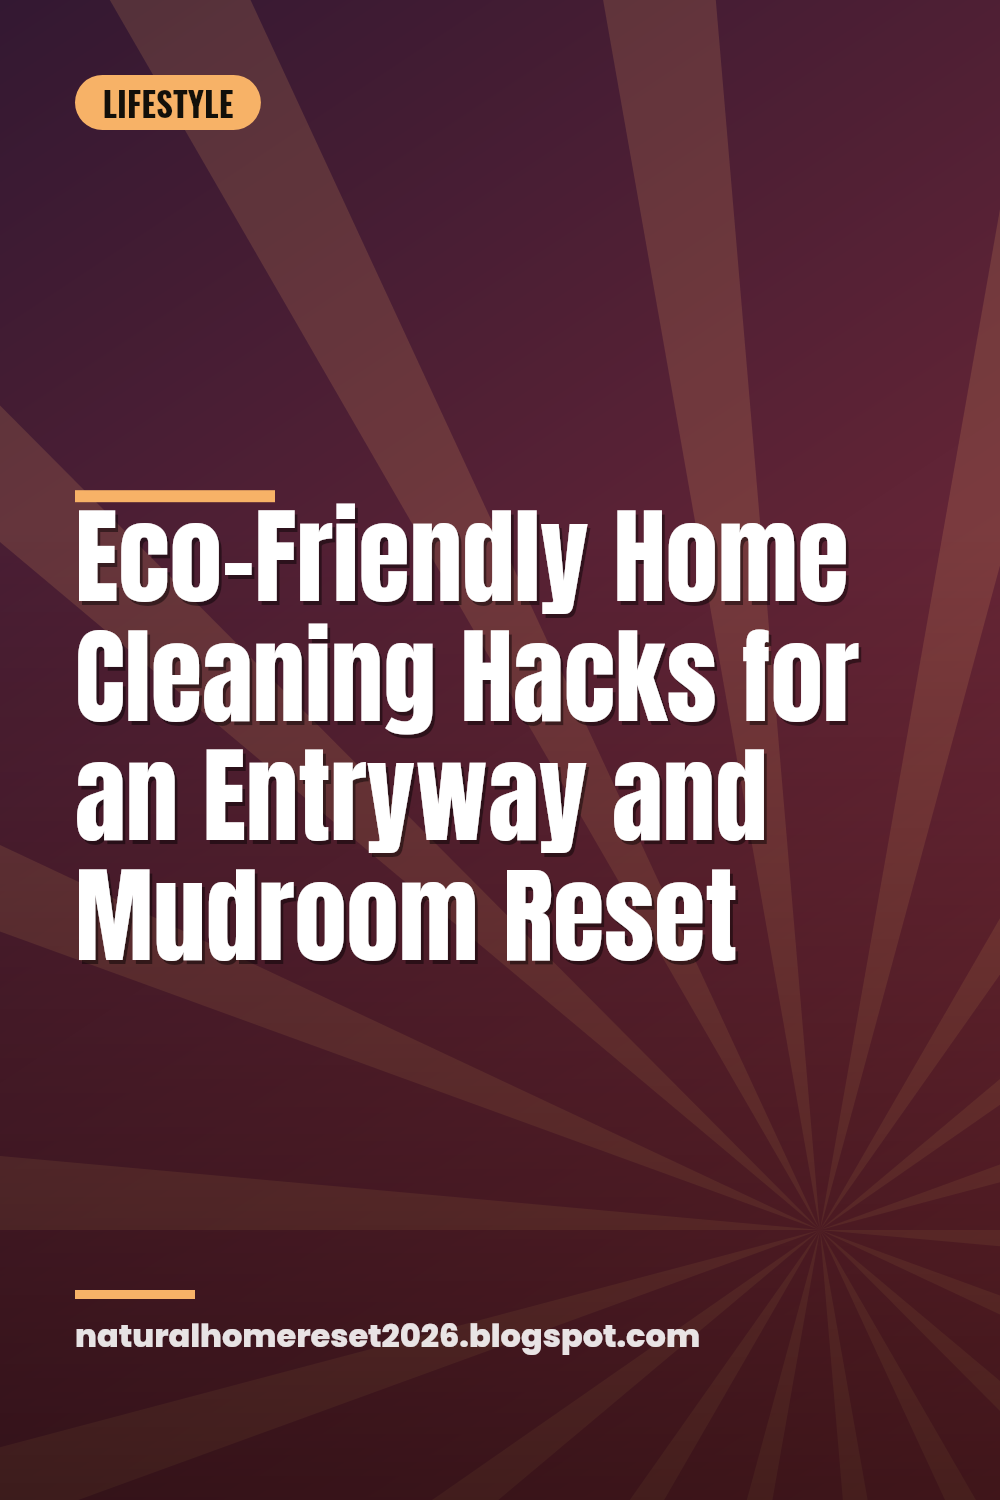 LIFESTYLE
Eco-Friendly Home
Cleaning Hacks for
an Entryway and
Mudroom Reset
naturalhomereset2026.blogspot.com